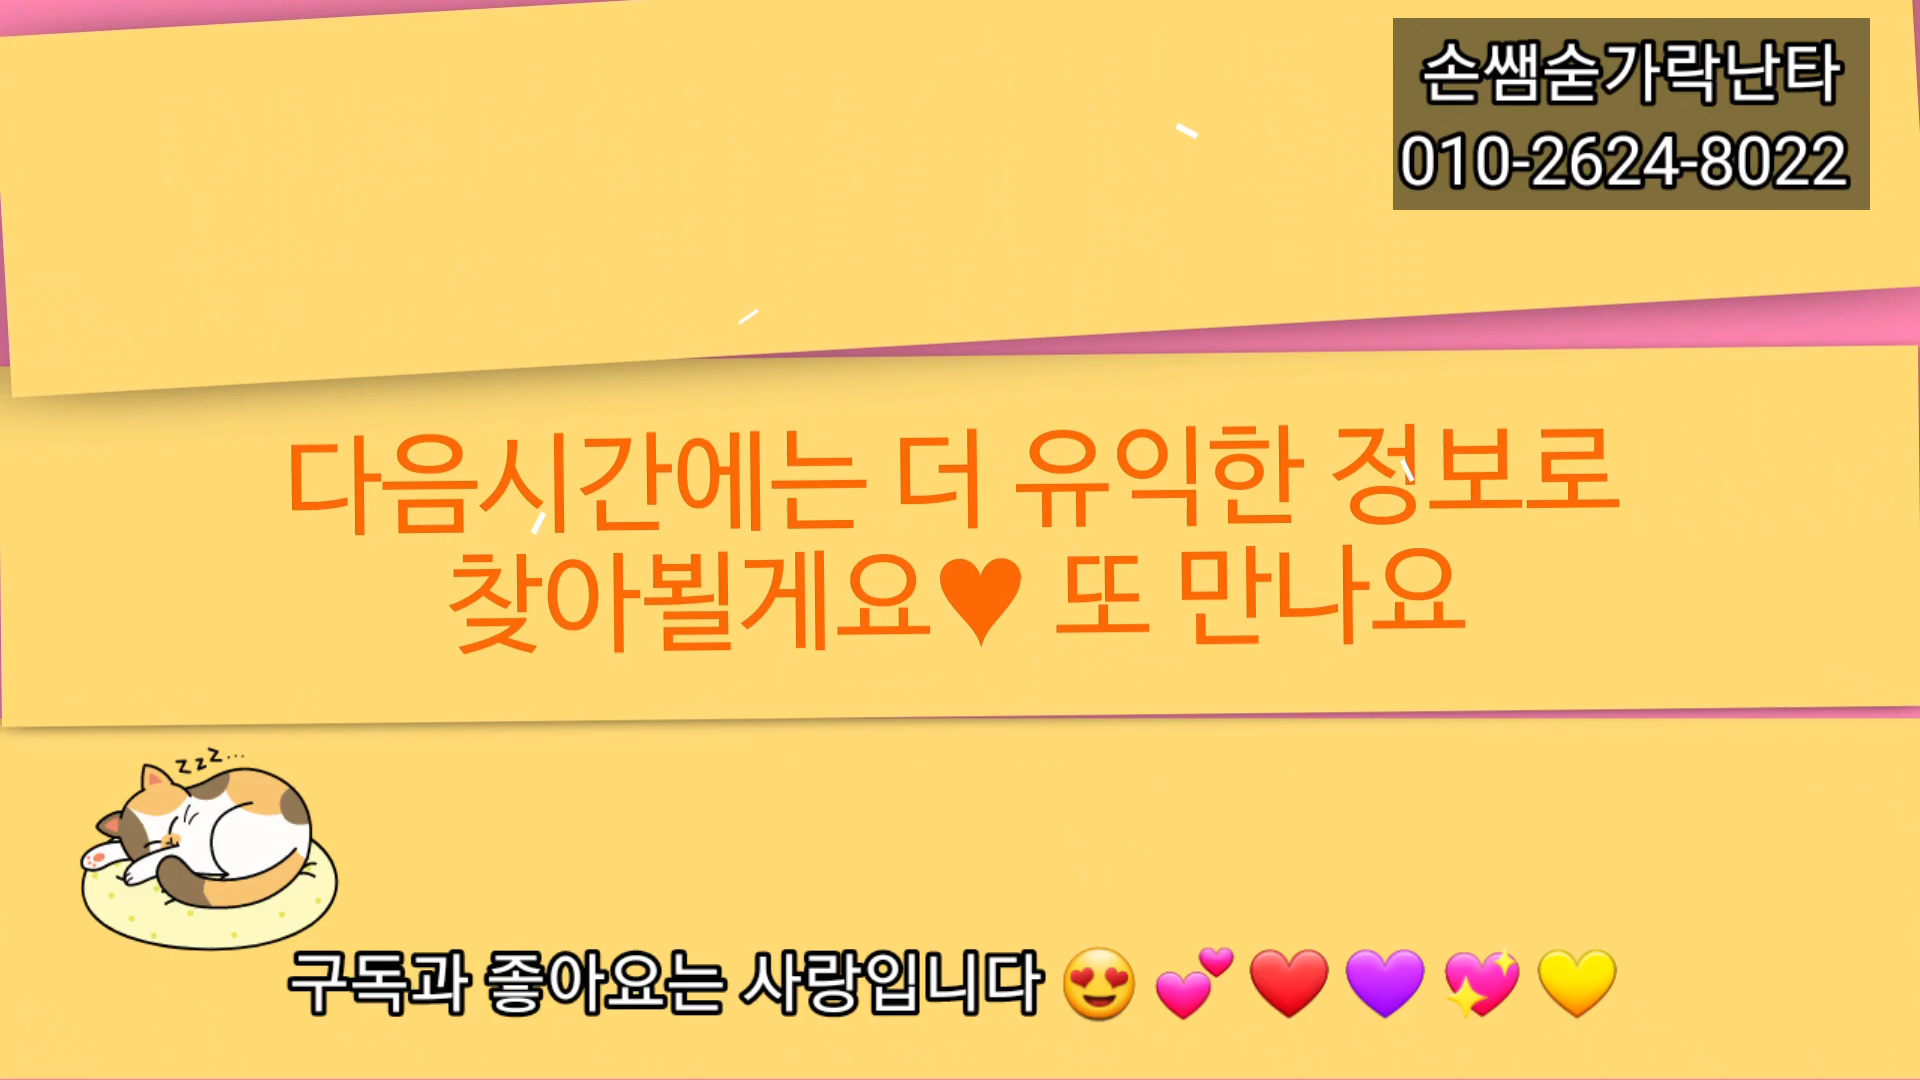 손쌤숟가락난타
010-2624-8022
다음시간에는 더 유익한 정보로
찾아뵐게요♥ 또 만나요
zzz...
구독과 좋아요는 사랑입니다 😍 💕 ❤️ 💜 💖 💛